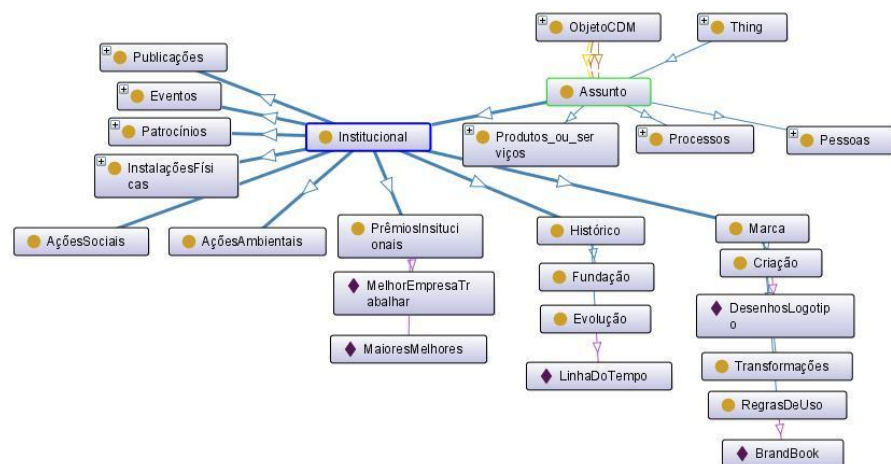 ObjetoCDM
Thing
Publicações
Eventos
Assunto
Patrocínios
Institucional
Produtos_ou_ser
viços
Processos
Pessoas
InstalaçõesFísi
cas
AçõesSociais
AçõesAmbientais
PrêmiosInsituci
onais
Histórico
Marca
MelhorEmpresaTr
abalhar
Fundação
Criação
DesenhosLogotip
o
Evolução
MaioresMelhores
LinhaDoTempo
Transformações
RegrasDeUso
BrandBook